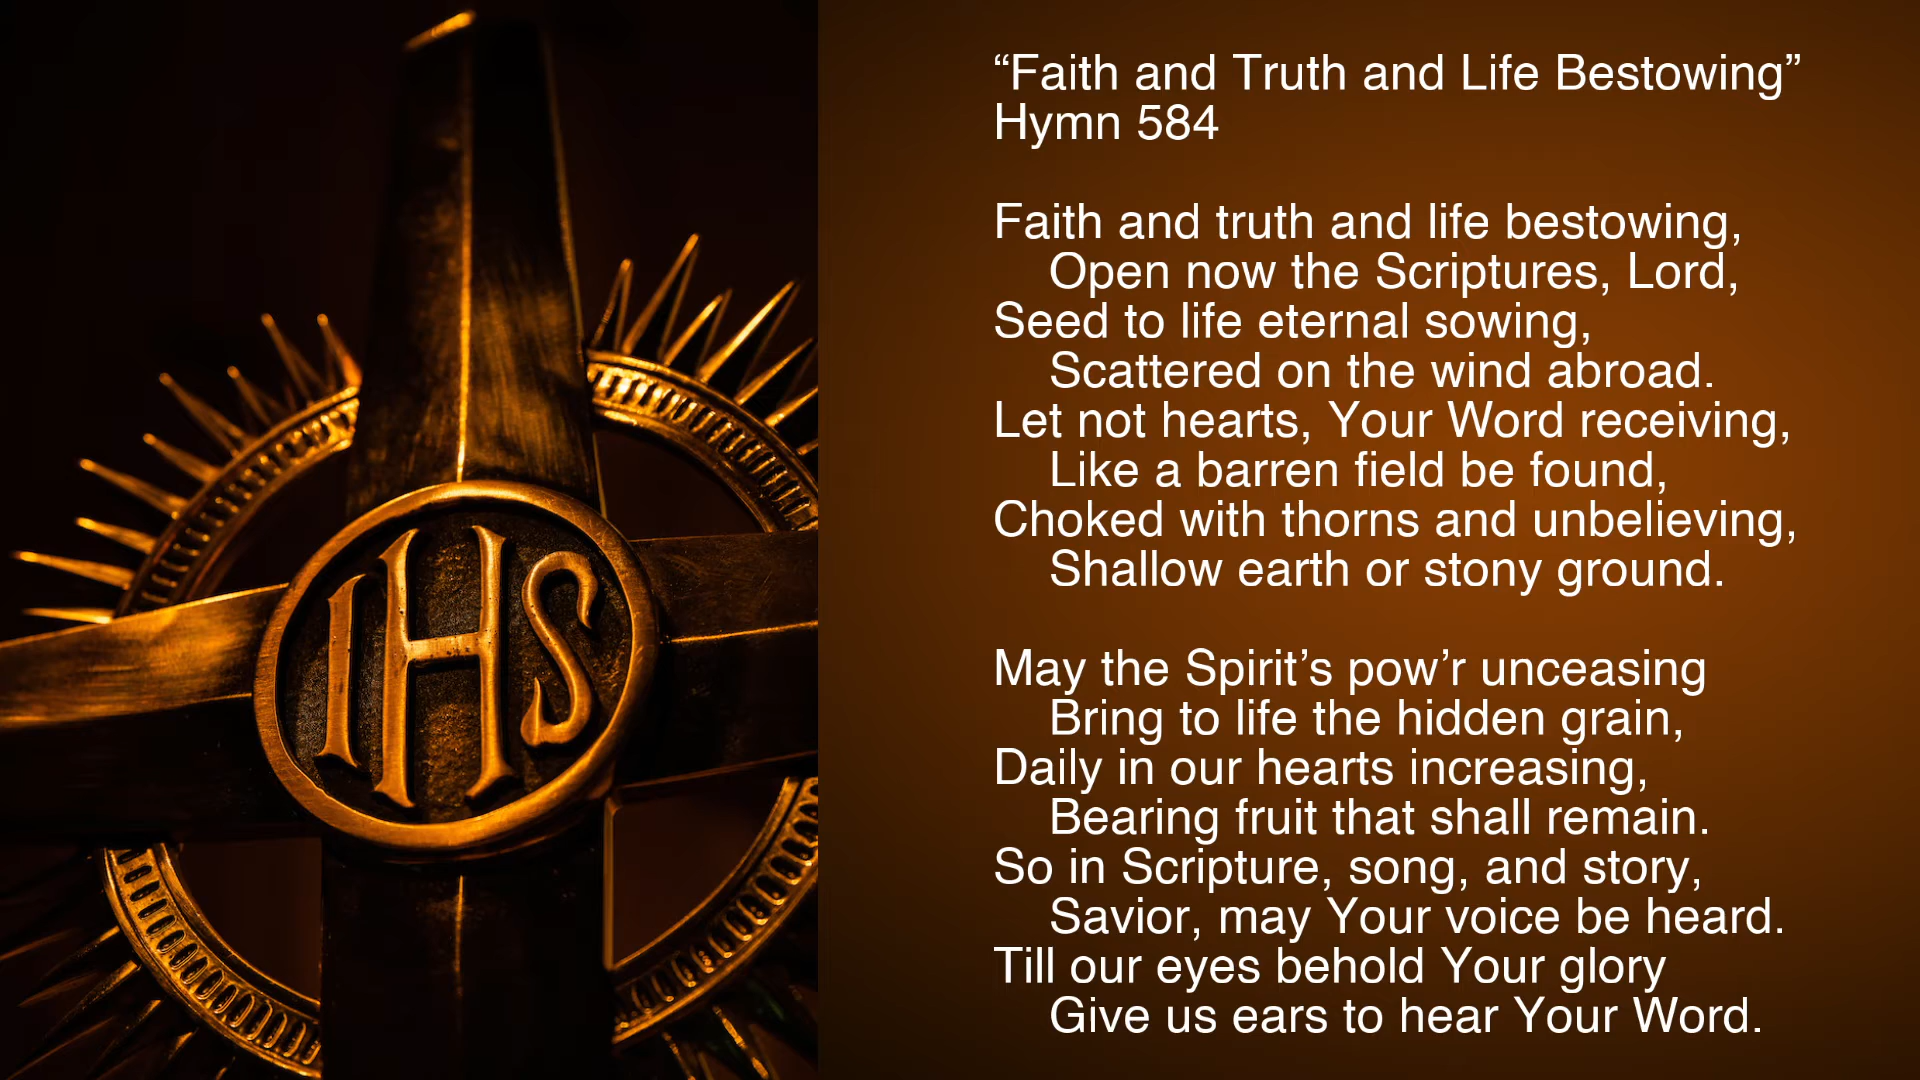 IHS
“Faith and Truth and Life Bestowing”
Hymn 584
Faith and truth and life bestowing,
Open now the Scriptures, Lord,
Seed to life eternal sowing,
Scattered on the wind abroad.
Let not hearts, Your Word receiving,
Like a barren field be found,
Choked with thorns and unbelieving,
Shallow earth or stony ground.
May the Spirit’s pow’r unceasing
Bring to life the hidden grain,
Daily in our hearts increasing,
Bearing fruit that shall remain.
So in Scripture, song, and story,
Savior, may Your voice be heard.
Till our eyes behold Your glory
Give us ears to hear Your Word.